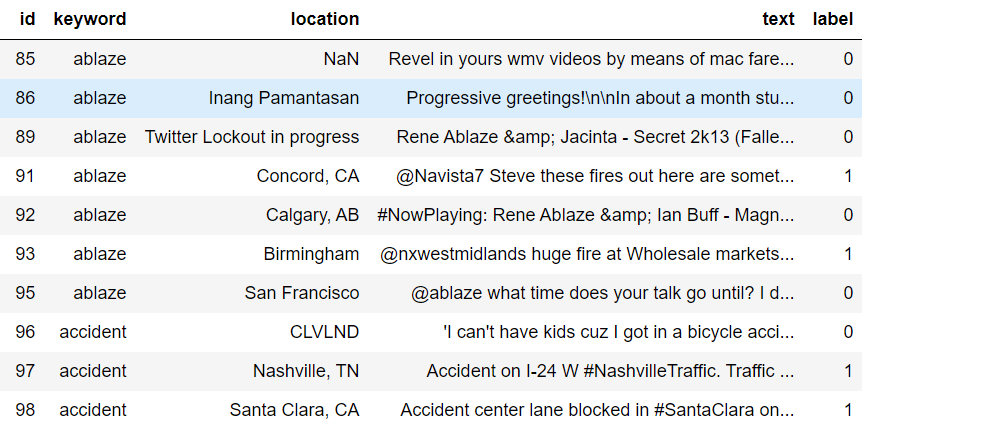 id keyword location text label
85 ablaze NaN Revel in yours wmv videos by means of mac fare... 0
86 ablaze Inang Pamantasan Progressive greetings!\n\nIn about a month stu... 0
89 ablaze Twitter Lockout in progress Rene Ablaze &amp; Jacinta - Secret 2k13 (Falle... 0
91 ablaze Concord, CA @Navista7 Steve these fires out here are somet... 1
92 ablaze Calgary, AB #NowPlaying: Rene Ablaze &amp; Ian Buff - Magn... 0
93 ablaze Birmingham @nxwestmidlands huge fire at Wholesale markets... 1
95 ablaze San Francisco @ablaze what time does your talk go until? I d... 0
96 accident CLVLND 'I can't have kids cuz I got in a bicycle acci... 0
97 accident Nashville, TN Accident on I-24 W #NashvilleTraffic. Traffic ... 1
98 accident Santa Clara, CA Accident center lane blocked in #SantaClara on... 1